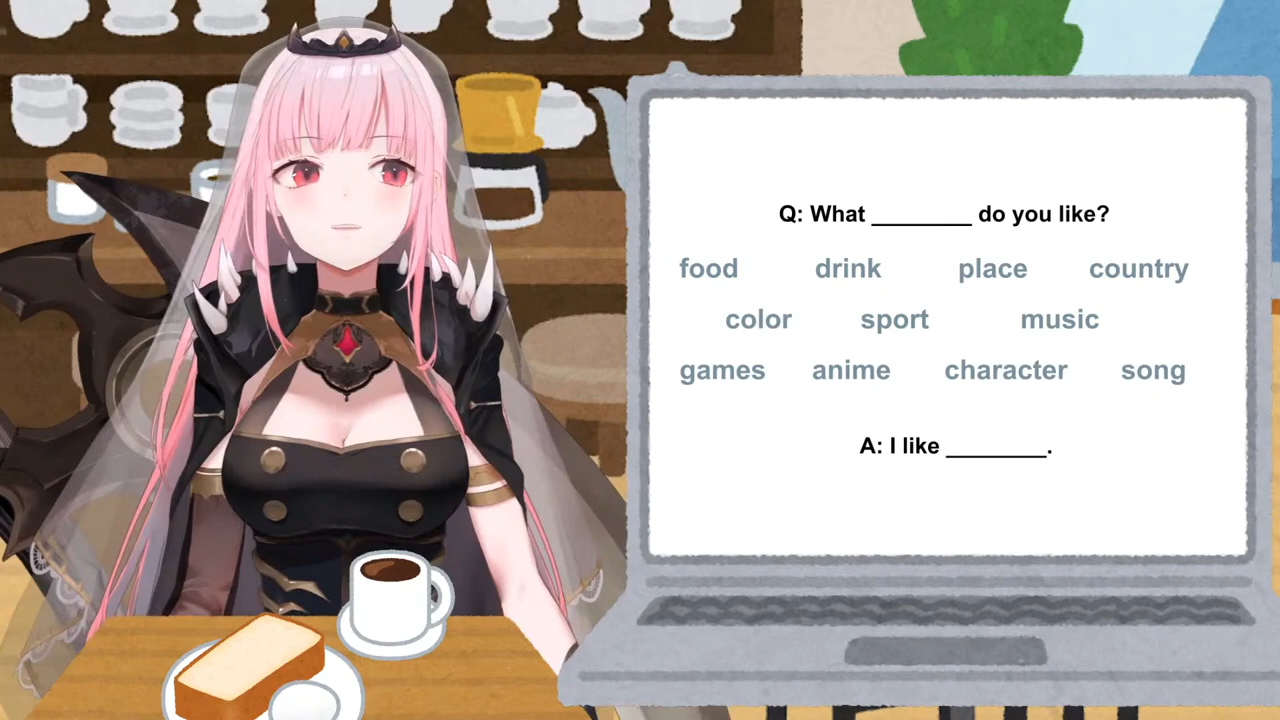 Q: What ________ do you like?
food drink place country
color sport music
games anime character song
A: I like ________.